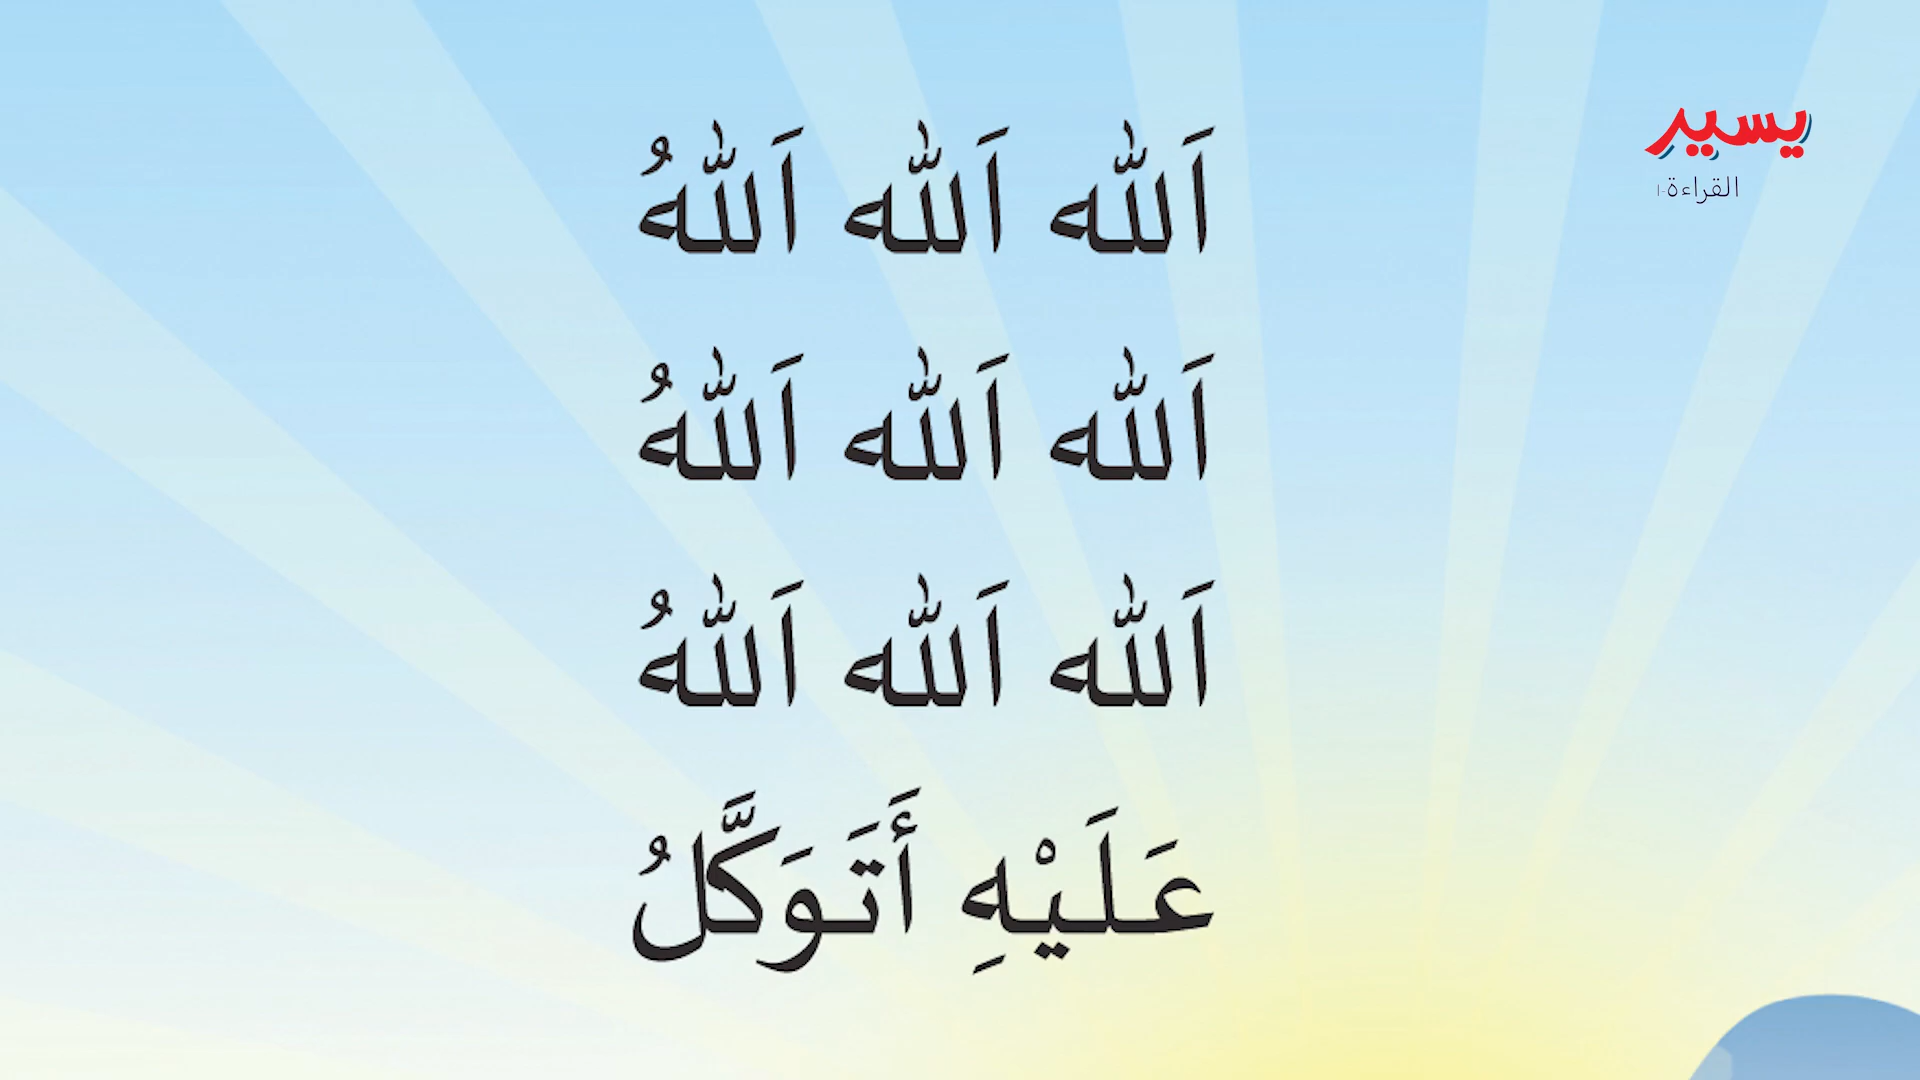 اَللّٰه اَللّٰه اَللّٰهُ
يسير
القراءة-١
اَللّٰه اَللّٰه اَللّٰهُ
اَللّٰه اَللّٰه اَللّٰهُ
عَلَيْهِ أَتَوَكَّلُ